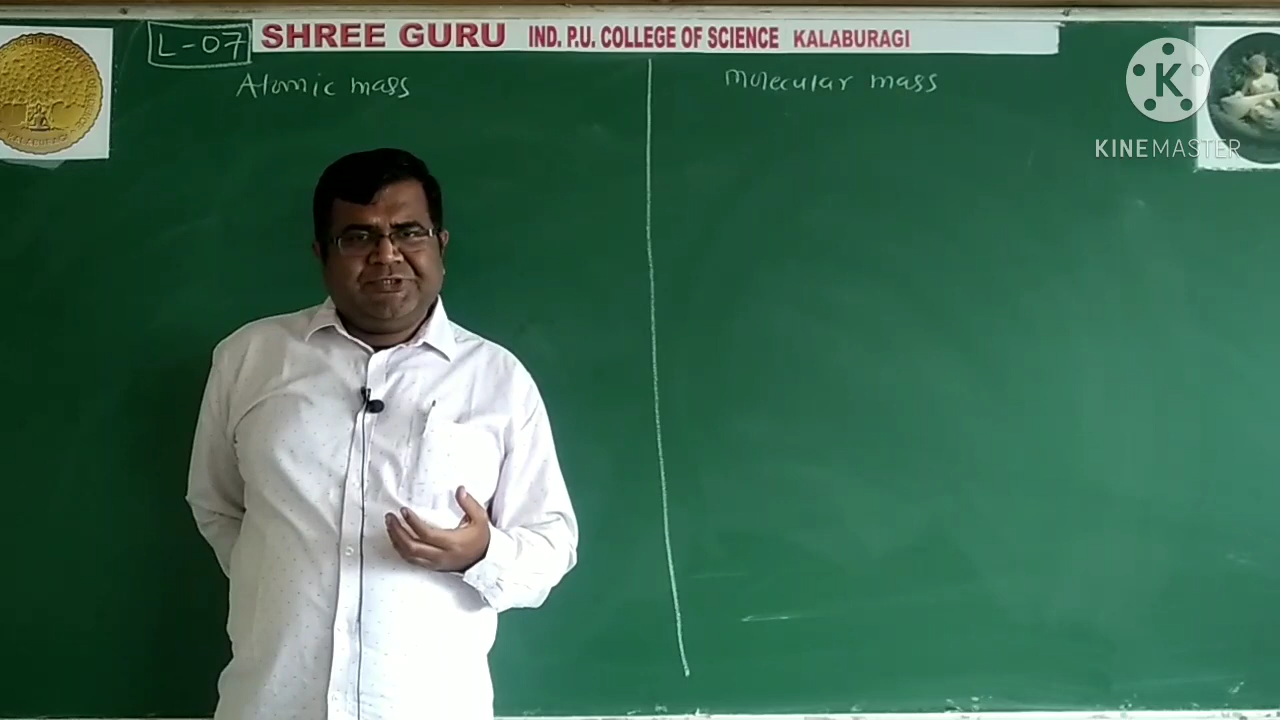 L-07
SHREE GURU IND. P.U. COLLEGE OF SCIENCE KALABURAGI
Atomic mass
Molecular mass
K
KINEMASTER